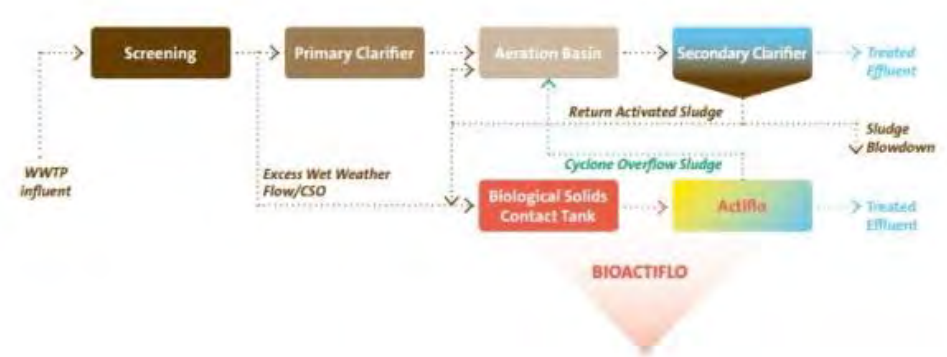 Screening
Primary Clarifier
Aeration Basin
Secondary Clarifier
Treated
Effluent
Return Activated Sludge
Sludge
Blowdown
Cyclone Overflow Sludge
WWTP
influent
Excess Wet Weather
Flow/CSO
Biological Solids
Contact Tank
Actiflo
Treated
Effluent
BIOACTIFLO